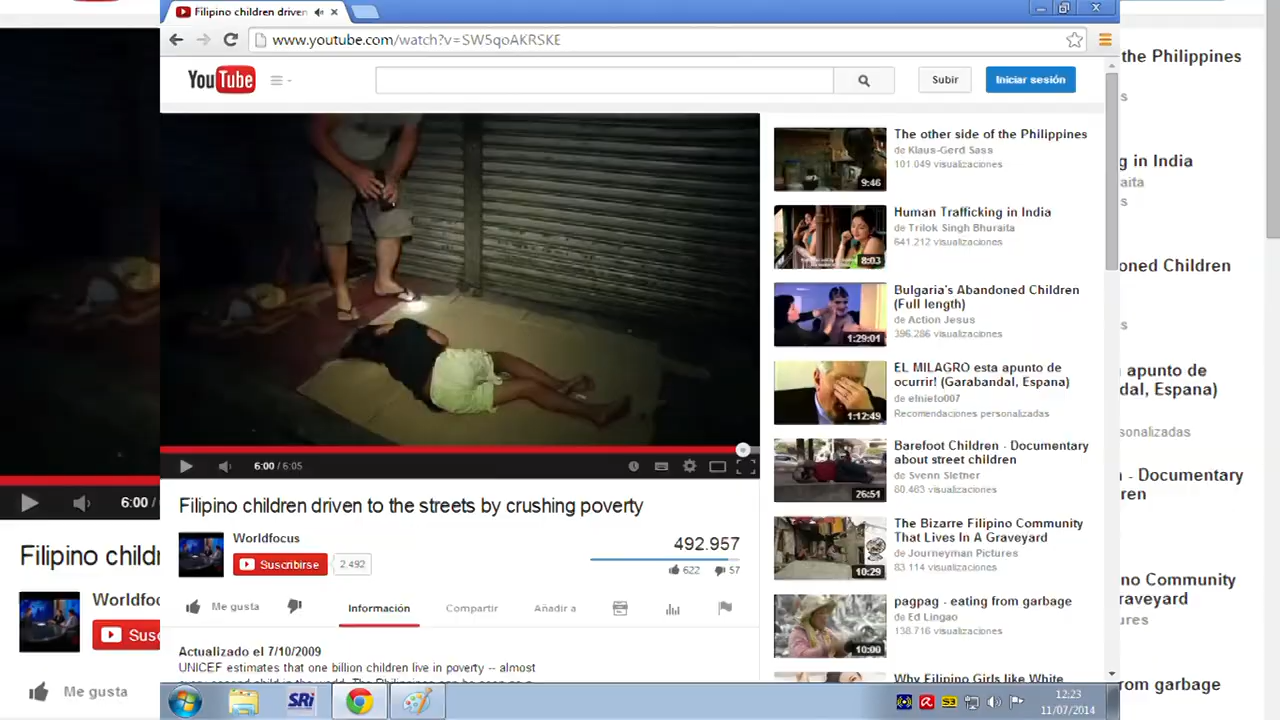 Filipino children driven
www.youtube.com/watch?v=SW5qoAKRSKE
YouTube
Subir
Iniciar sesión
The other side of the Philippines
de Klaus-Gerd Sass
101.049 visualizaciones
9:46
Human Trafficking in India
de Trilok Singh Bhuraita
641.212 visualizaciones
8:03
Bulgaria's Abandoned Children
(Full length)
de Action Jesus
396.286 visualizaciones
1:29:01
EL MILAGRO esta apunto de
ocurrir! (Garabandal, Espana)
de elnieto007
Recomendaciones personalizadas
1:12:49
Barefoot Children - Documentary
about street children
de Svenn Sletner
80.463 visualizaciones
26:51
The Bizarre Filipino Community
That Lives In A Graveyard
de Journeyman Pictures
83.114 visualizaciones
10:29
pagpag - eating from garbage
de Ed Lingao
138.716 visualizaciones
10:00
Why Filipino Girls like White
6:00 / 6:05
Filipino children driven to the streets by crushing poverty
Worldfocus
Suscribirse 2.492
492.957
622 57
Me gusta
Información
Compartir
Añadir a
Actualizado el 7/10/2009
UNICEF estimates that one billion children live in poverty -- almost
SRi
S3
12:23
11/07/2014
6:00
Filipino child
Worldfoc
Susc
Me gusta
the Philippines
s
g in India
aita
s
oned Children
s
apunto de
dal, Espana)
sonalizadas
n - Documentary
ren
no Community
raveyard
ures
rom garbage